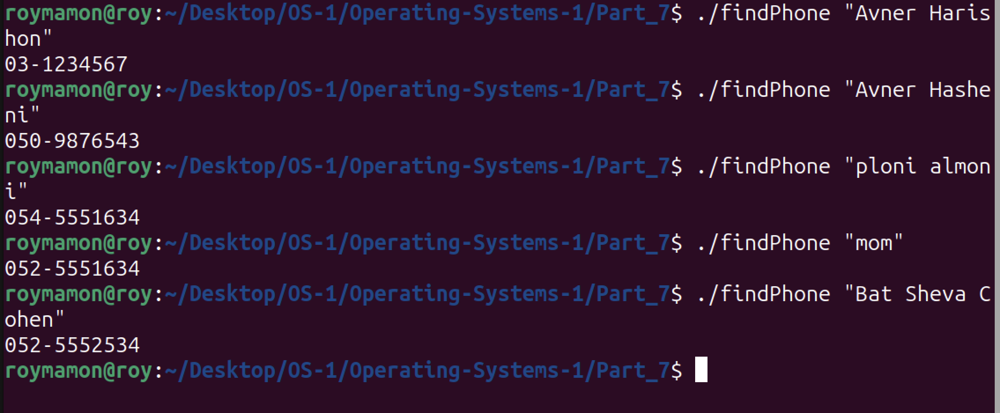 roymamon@roy:~/Desktop/OS-1/Operating-Systems-1/Part_7$ ./findPhone "Avner Haris
hon"
03-1234567
roymamon@roy:~/Desktop/OS-1/Operating-Systems-1/Part_7$ ./findPhone "Avner Hashe
ni"
050-9876543
roymamon@roy:~/Desktop/OS-1/Operating-Systems-1/Part_7$ ./findPhone "ploni almon
i"
054-5551634
roymamon@roy:~/Desktop/OS-1/Operating-Systems-1/Part_7$ ./findPhone "mom"
052-5551634
roymamon@roy:~/Desktop/OS-1/Operating-Systems-1/Part_7$ ./findPhone "Bat Sheva C
ohen"
052-5552534
roymamon@roy:~/Desktop/OS-1/Operating-Systems-1/Part_7$